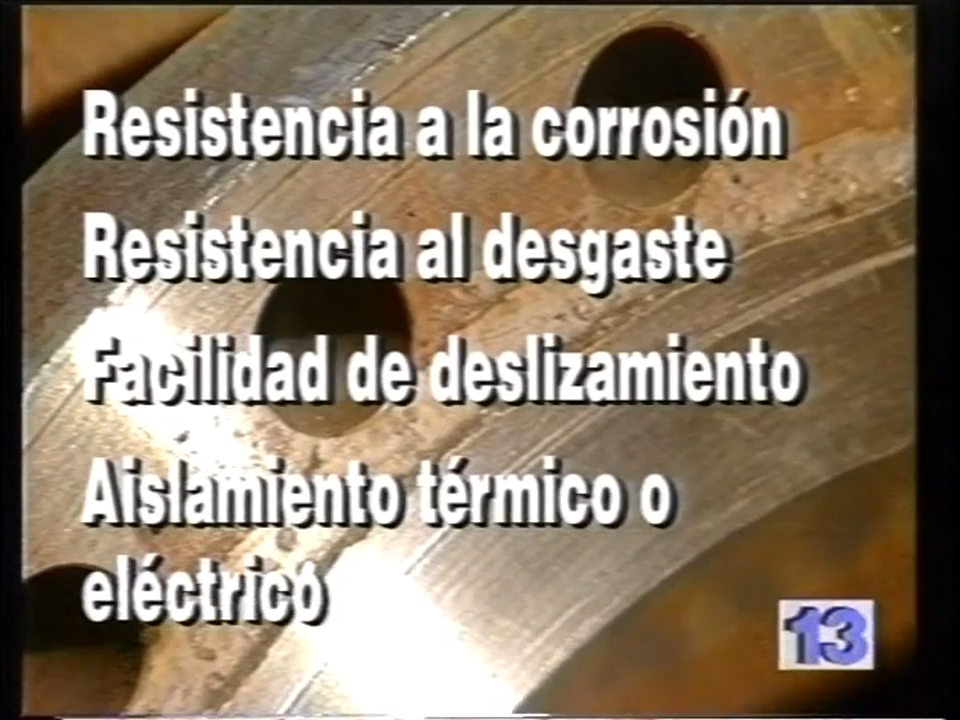 Resistencia a la corrosión
Resistencia al desgaste
Facilidad de deslizamiento
Aislamiento térmico o
eléctrico
13